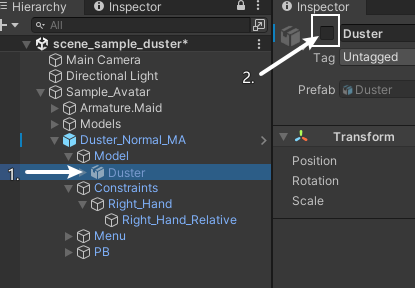 Hierarchy
Inspector
All
scene_sample_duster*
Main Camera
Directional Light
Sample_Avatar
Armature.Maid
Models
Duster_Normal_MA
Model
1.
Duster
Constraints
Right_Hand
Right_Hand_Relative
Menu
PB
Inspector
2.
Duster
Tag Untagged
Prefab Duster
Transform
Position
Rotation
Scale